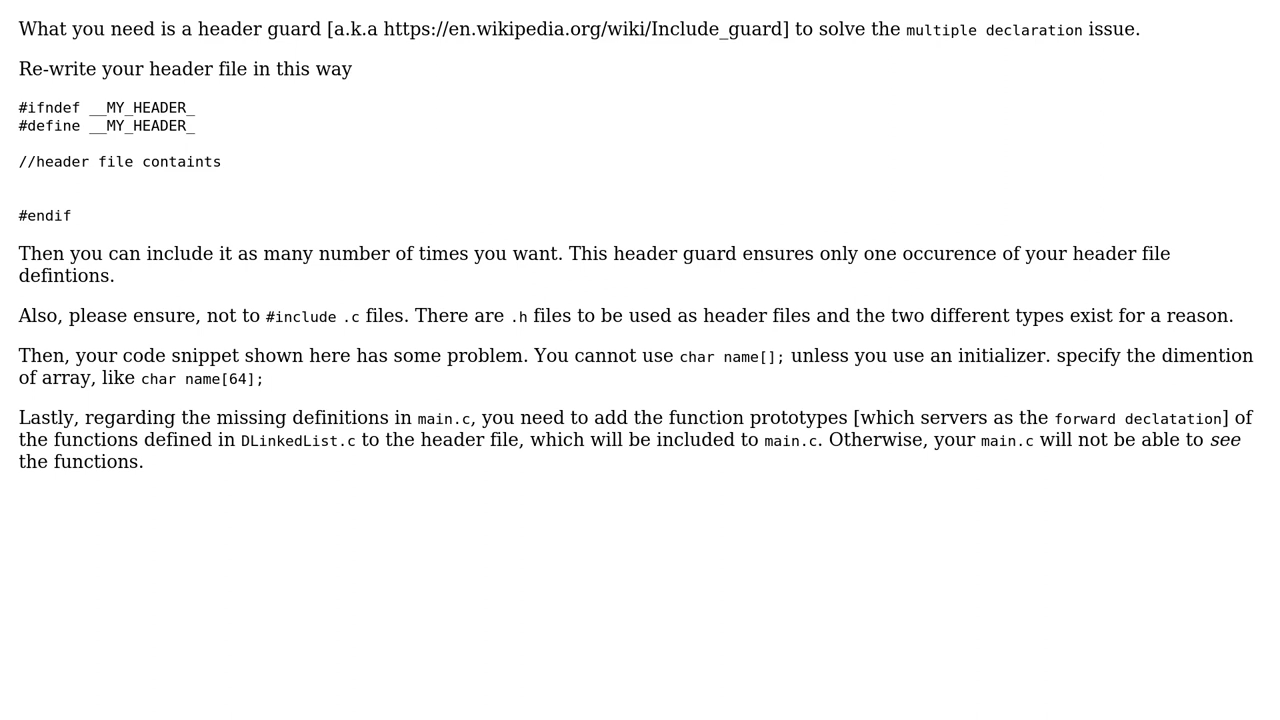 What you need is a header guard [a.k.a https://en.wikipedia.org/wiki/Include_guard] to solve the multiple declaration issue.
Re-write your header file in this way
#ifndef __MY_HEADER_
#define __MY_HEADER_
//header file containts
#endif
Then you can include it as many number of times you want. This header guard ensures only one occurence of your header file
defintions.
Also, please ensure, not to #include .c files. There are .h files to be used as header files and the two different types exist for a reason.
Then, your code snippet shown here has some problem. You cannot use char name[]; unless you use an initializer. specify the dimention
of array, like char name[64];
Lastly, regarding the missing definitions in main.c, you need to add the function prototypes [which servers as the forward declatation] of
the functions defined in DLinkedList.c to the header file, which will be included to main.c. Otherwise, your main.c will not be able to see
the functions.